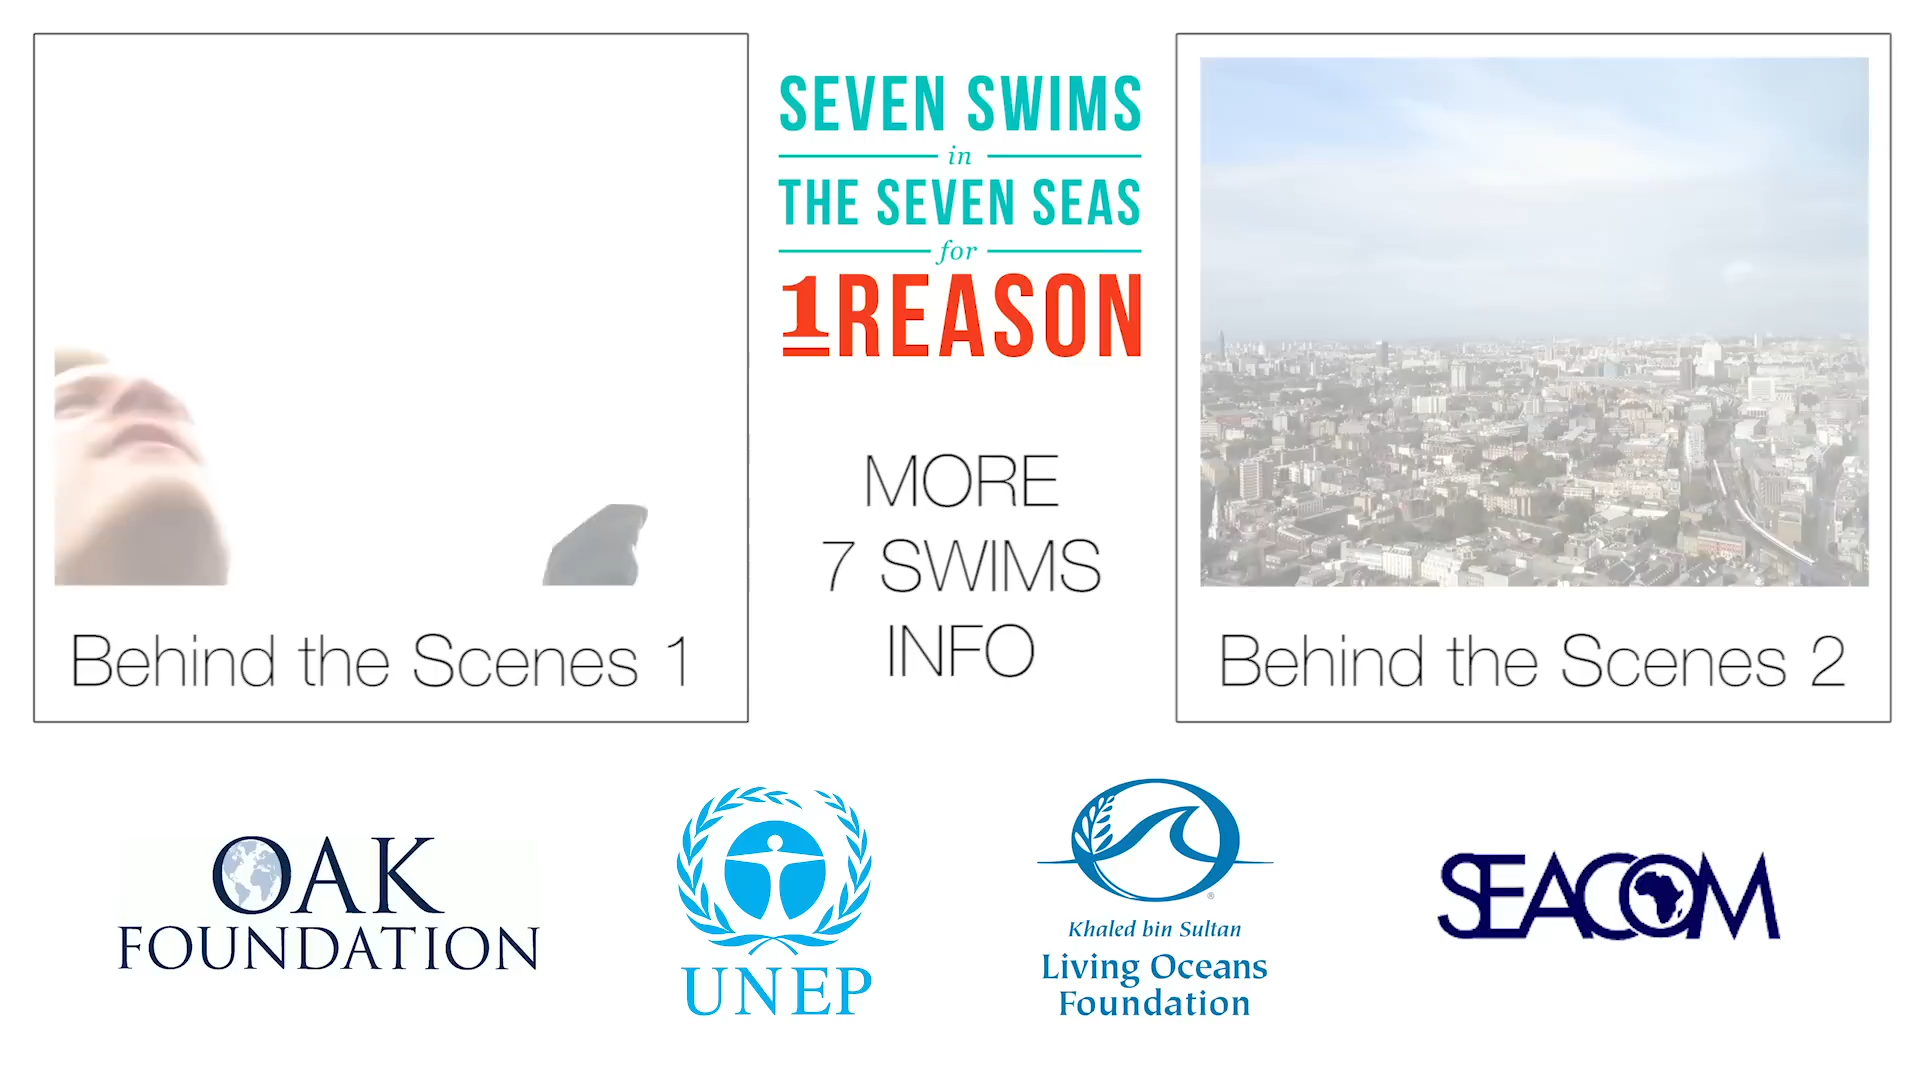 SEVEN SWIMS
in
THE SEVEN SEAS
for
1REASON
MORE
7 SWIMS
INFO
Behind the Scenes 1
Behind the Scenes 2
OAK
FOUNDATION
UNEP
®
Khaled bin Sultan
Living Oceans
Foundation
SEACOM